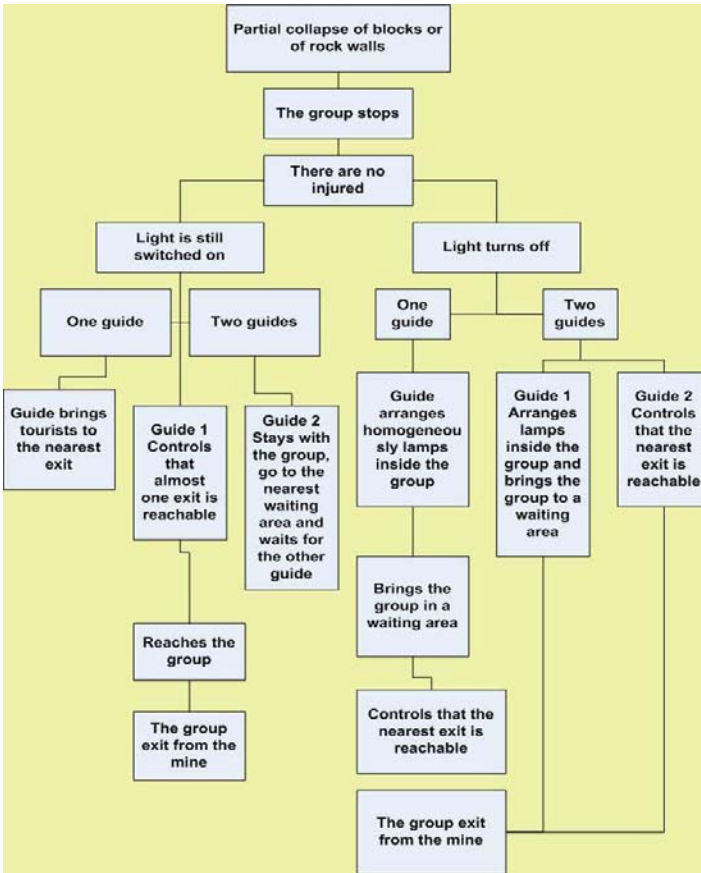 Partial collapse of blocks or
of rock walls
The group stops
There are no
injured
Light is still
switched on
Light turns off
One guide
Two guides
One
guide
Two
guides
Guide brings
tourists to
the nearest
exit
Guide 1
Controls
that
almost
one exit is
reachable
Guide 2
Stays with
the group,
go to the
nearest
waiting
area and
waits for
the other
guide
Guide
arranges
homogeneou
sly lamps
inside the
group
Guide 1
Arranges
lamps
inside the
group and
brings the
group to a
waiting
area
Guide 2
Controls
that the
nearest
exit is
reachable
Brings the
group in a
waiting area
Reaches the
group
Controls that the
nearest exit is
reachable
The group
exit from the
mine
The group exit
from the mine